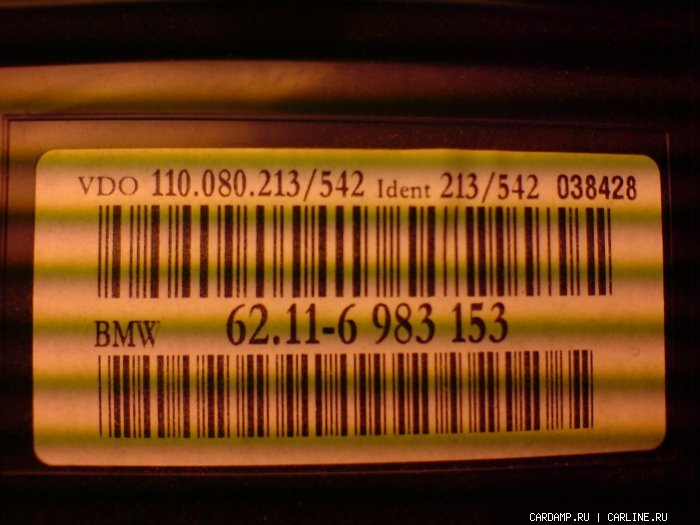 VDO 110.080.213/542 Ident 213/542 038428
BMW 62.11-6 983 153
CARDAMP.RU | CARLINE.RU